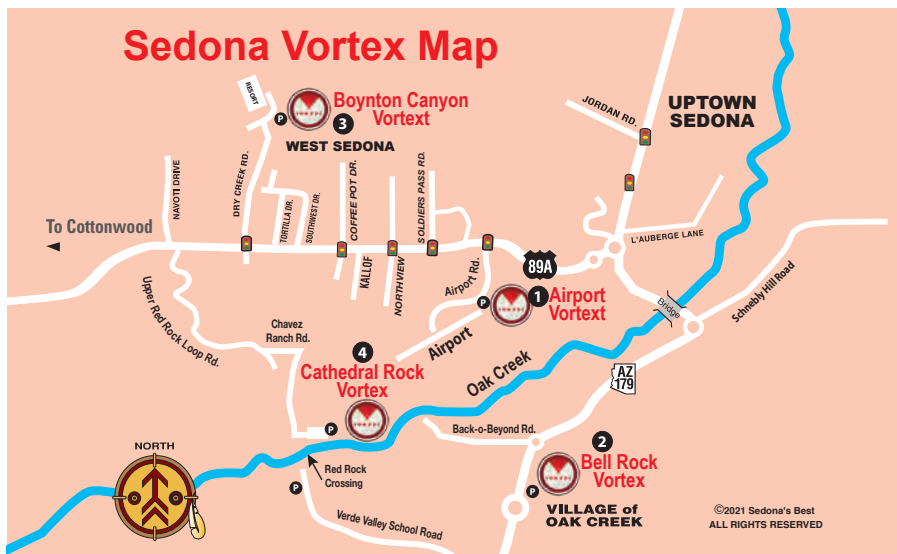 Sedona Vortex Map
RESORT
P
Boynton Canyon
Vortext
3
WEST SEDONA
JORDAN RD.
UPTOWN
SEDONA
NAVOTI DRIVE
DRY CREEK RD.
TORTILLA DR.
SOUTHWEST DR.
COFFEE POT DR.
SOLDIERS PASS RD.
To Cottonwood
L'AUBERGE LANE
KALLOF
NORTHVIEW
Airport Rd.
89A
Upper Red Rock Loop Rd.
P
1
Airport
Vortext
Bridge
Schnebly Hill Road
Chavez
Ranch Rd.
Airport
4
Cathedral Rock
Vortex
Oak Creek
AZ
179
P
Back-o-Beyond Rd.
2
Bell Rock
Vortex
NORTH
Red Rock
Crossing
P
P
VILLAGE of
OAK CREEK
Verde Valley School Road
©2021 Sedona's Best
ALL RIGHTS RESERVED